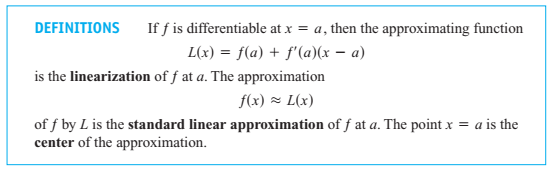 DEFINITIONS If f is differentiable at x = a, then the approximating function
L(x) = f(a) + f′(a)(x − a)
is the linearization of f at a. The approximation
f(x) ≈ L(x)
of f by L is the standard linear approximation of f at a. The point x = a is the
center of the approximation.